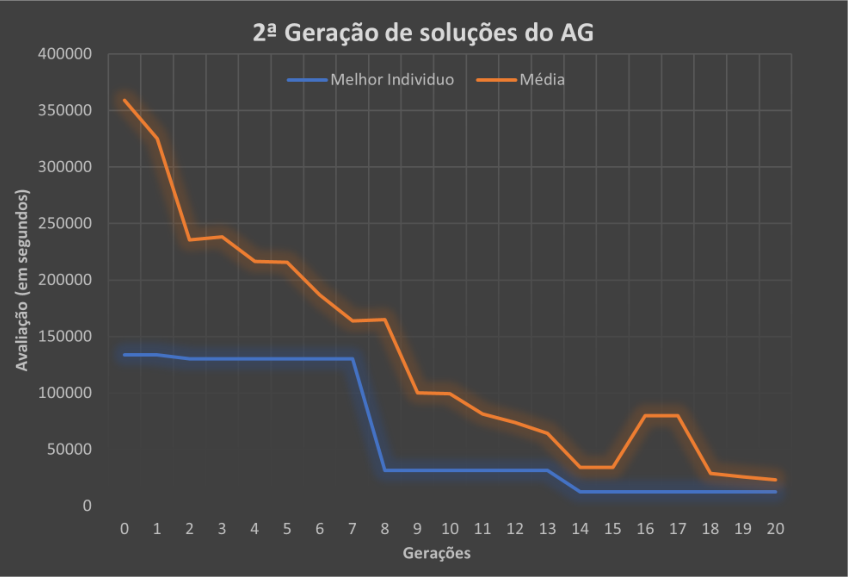 2ª Geração de soluções do AG
Melhor Individuo Média
400000
350000
300000
250000
200000
150000
100000
50000
0
Avaliação (em segundos)
0 1 2 3 4 5 6 7 8 9 10 11 12 13 14 15 16 17 18 19 20
Gerações